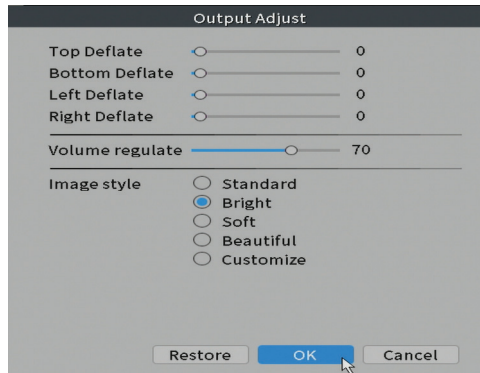 Output Adjust
Top Deflate 0
Bottom Deflate 0
Left Deflate 0
Right Deflate 0
Volume regulate 70
Image style Standard
Bright
Soft
Beautiful
Customize
Restore OK Cancel